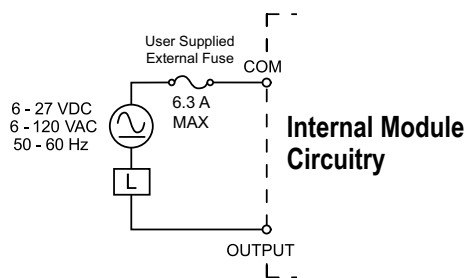 User Supplied
External Fuse
COM
6.3 A
MAX
6 - 27 VDC
6 - 120 VAC
50 - 60 Hz
L
Internal Module
Circuitry
OUTPUT